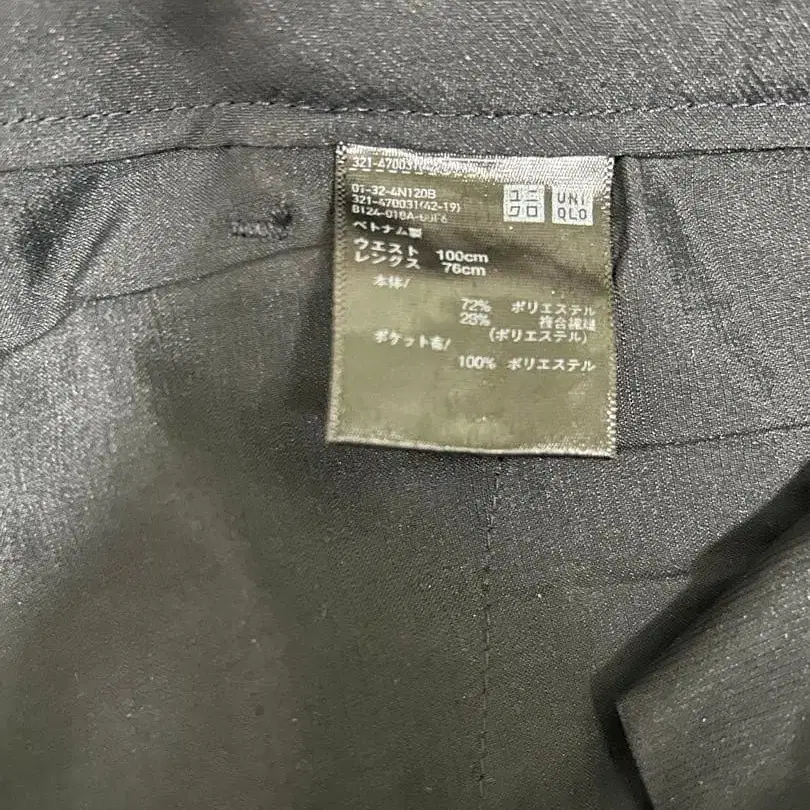 321-470031(42-19)
01-32-4N120B
321-470031(42-19)
ユニ
クロ
UNI
QLO
ベトナム製
ウエスト 100cm
レングス 76cm
本体/
72% ポリエステル
28% 複合繊維
(ポリエステル)
ポケット布/
100% ポリエステル